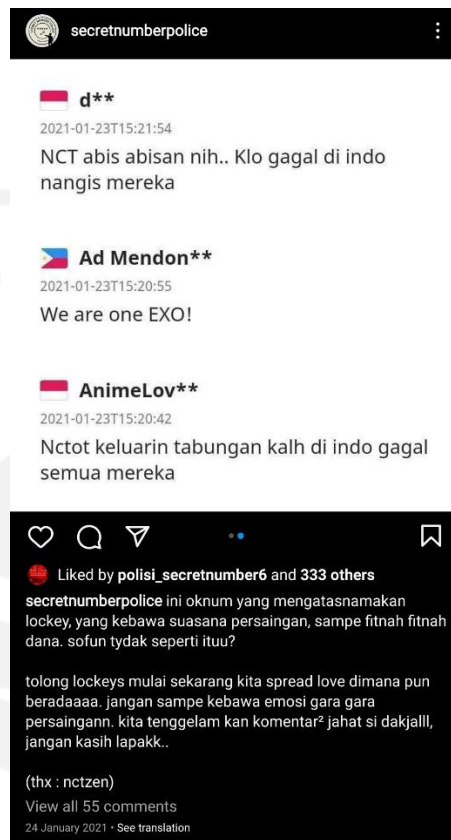 secretnumberpolice
d**
2021-01-23T15:21:54
NCT abis abisan nih.. Klo gagal di indo
nangis mereka
Ad Mendon**
2021-01-23T15:20:55
We are one EXO!
AnimeLov**
2021-01-23T15:20:42
Nctot keluarin tabungan kalh di indo gagal
semua mereka
Liked by polisi_secretnumber6 and 333 others
secretnumberpolice ini oknum yang mengatasnamakan
lockey, yang kebawa suasana persaingan, sampe fitnah fitnah
dana. sofun tydak seperti ituu?
tolong lockeys mulai sekarang kita spread love dimana pun
beradaaaa. jangan sampe kebawa emosi gara gara
persaingann. kita tenggelam kan komentar² jahat si dakjalll,
jangan kasih lapakk..
(thx : nctzen)
View all 55 comments
24 January 2021 • See translation